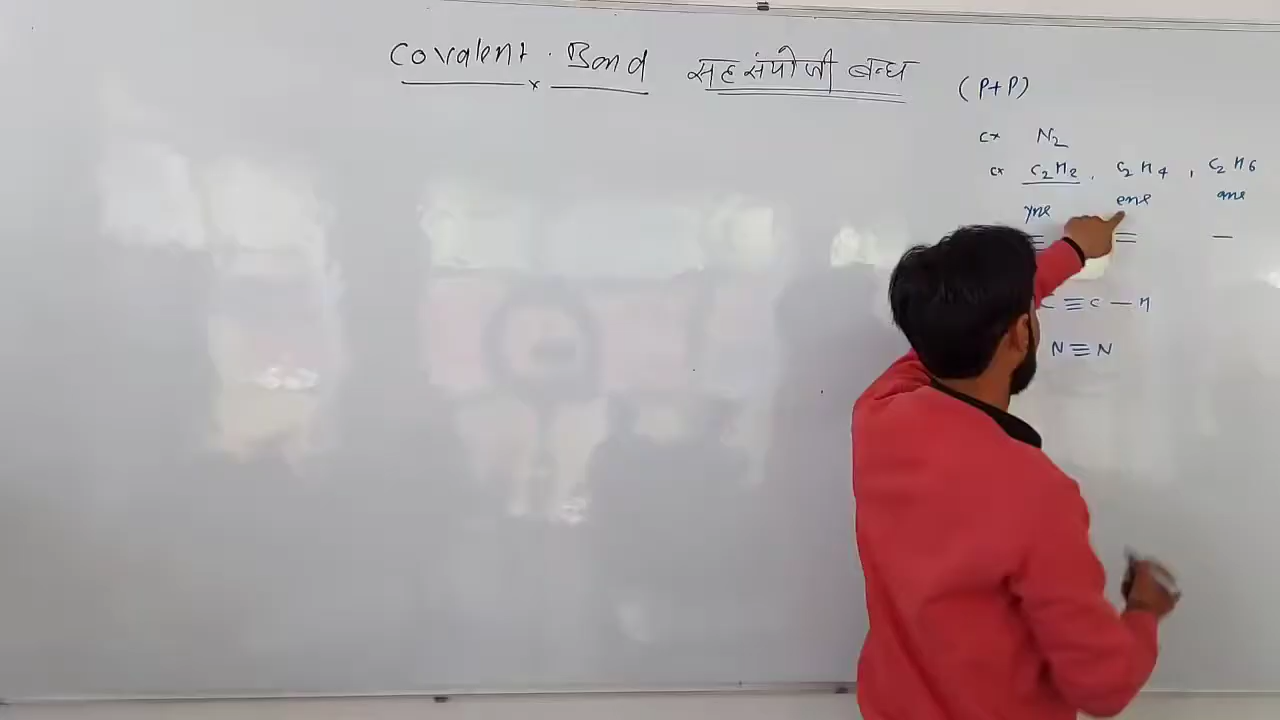 Covalent Bond सहसंयोजी बन्ध (P+P)
ex N₂
ex C₂H₂, C₂H₄, C₂H₆
yne ene ane
≡ = —
C≡C—H
N≡N